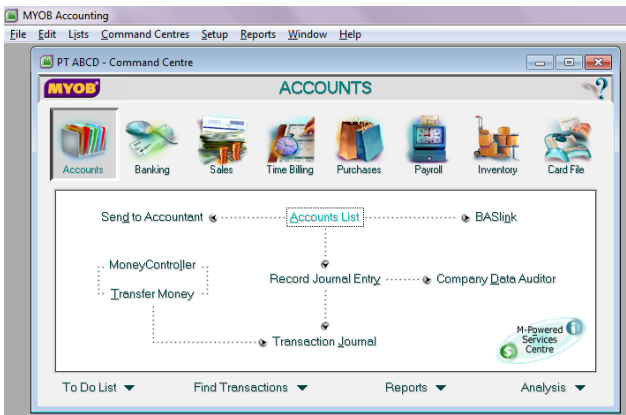 MYOB Accounting
File Edit Lists Command Centres Setup Reports Window Help
PT ABCD - Command Centre
MYOB ACCOUNTS
Accounts Banking Sales Time Billing Purchases Payroll Inventory Card File
Send to Accountant Accounts List BASlink
MoneyController
Record Journal Entry Company Data Auditor
Transfer Money
M-Powered
Services
Centre
Transaction Journal
To Do List Find Transactions Reports Analysis